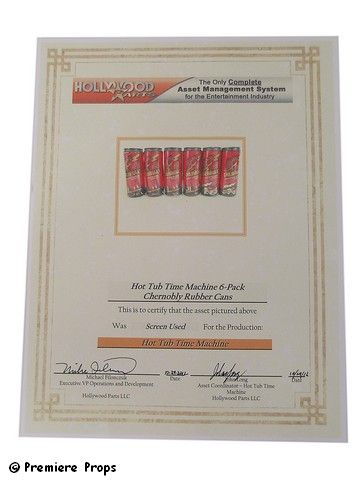 HOLLYWOOD PARTS
The Only Complete
Asset Management System
for the Entertainment Industry
Hot Tub Time Machine 6-Pack
Chernobly Rubber Cans
This is to certify that the asset pictured above
Was Screen Used For the Production:
Hot Tub Time Machine
Date
Date
Executive VP Operations and Development
Asset Coordinator – Hot Tub Time
Machine
Hollywood Parts LLC
Hollywood Parts LLC
© Premiere Props